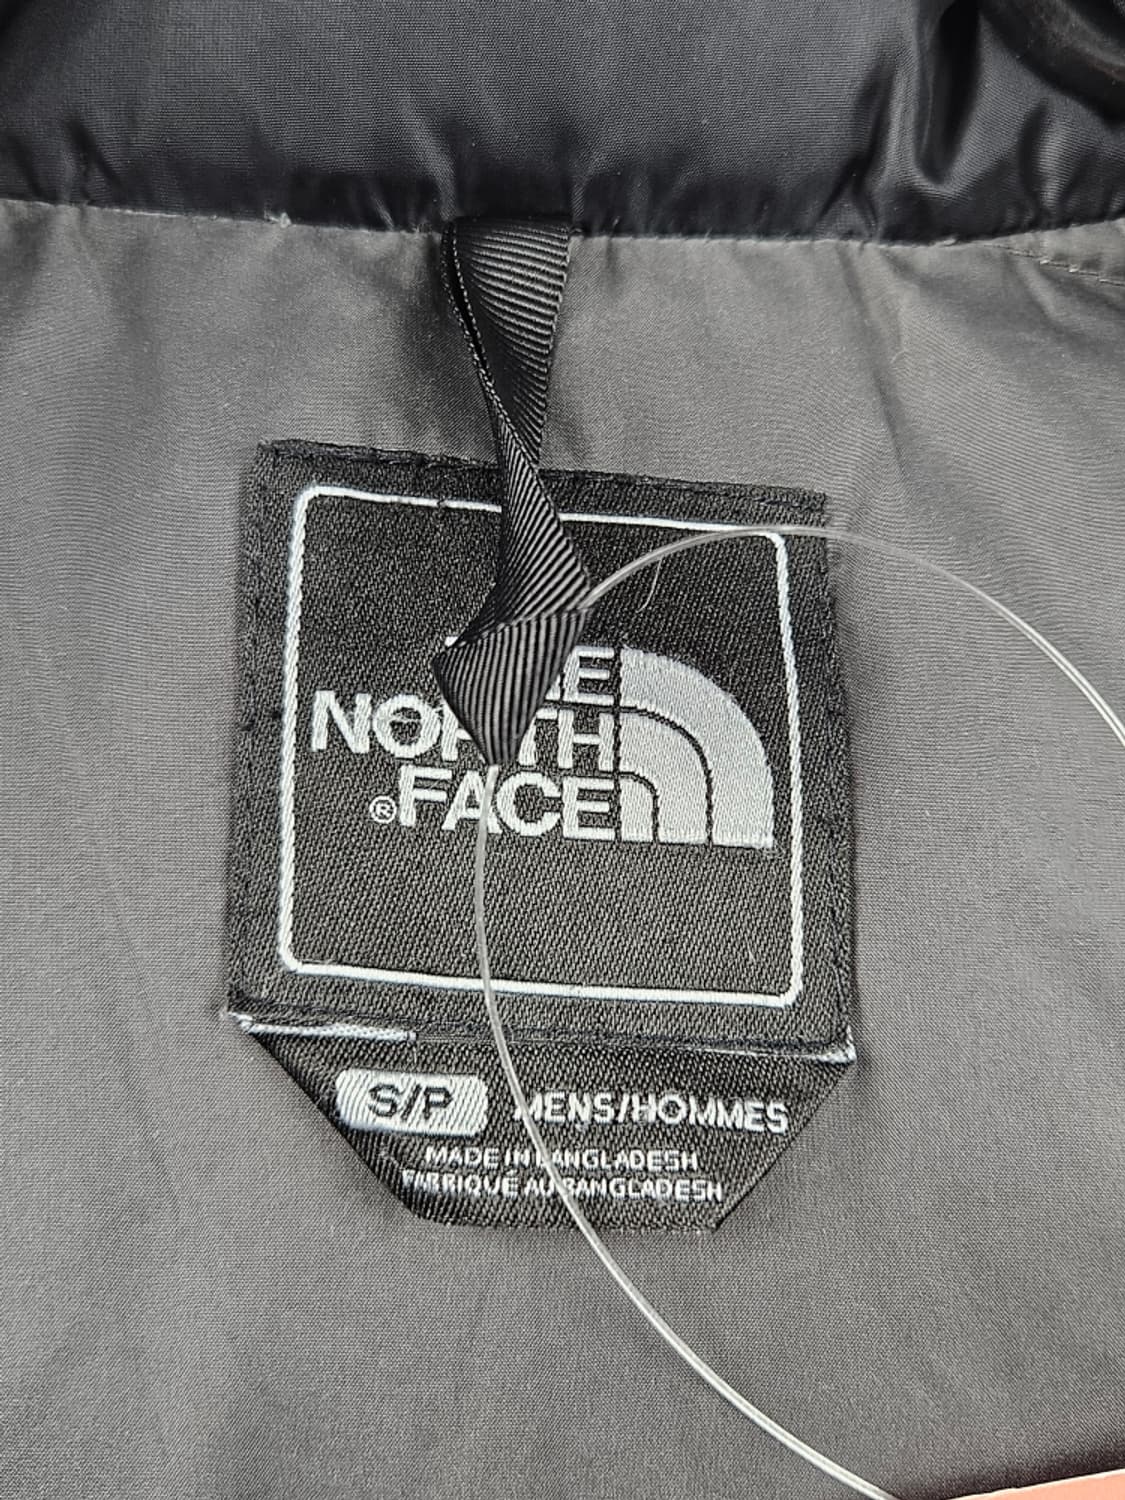 THE
NORTH
®FACE
S/P MENS/HOMMES
MADE IN BANGLADESH
FABRIQUÉ AU BANGLADESH